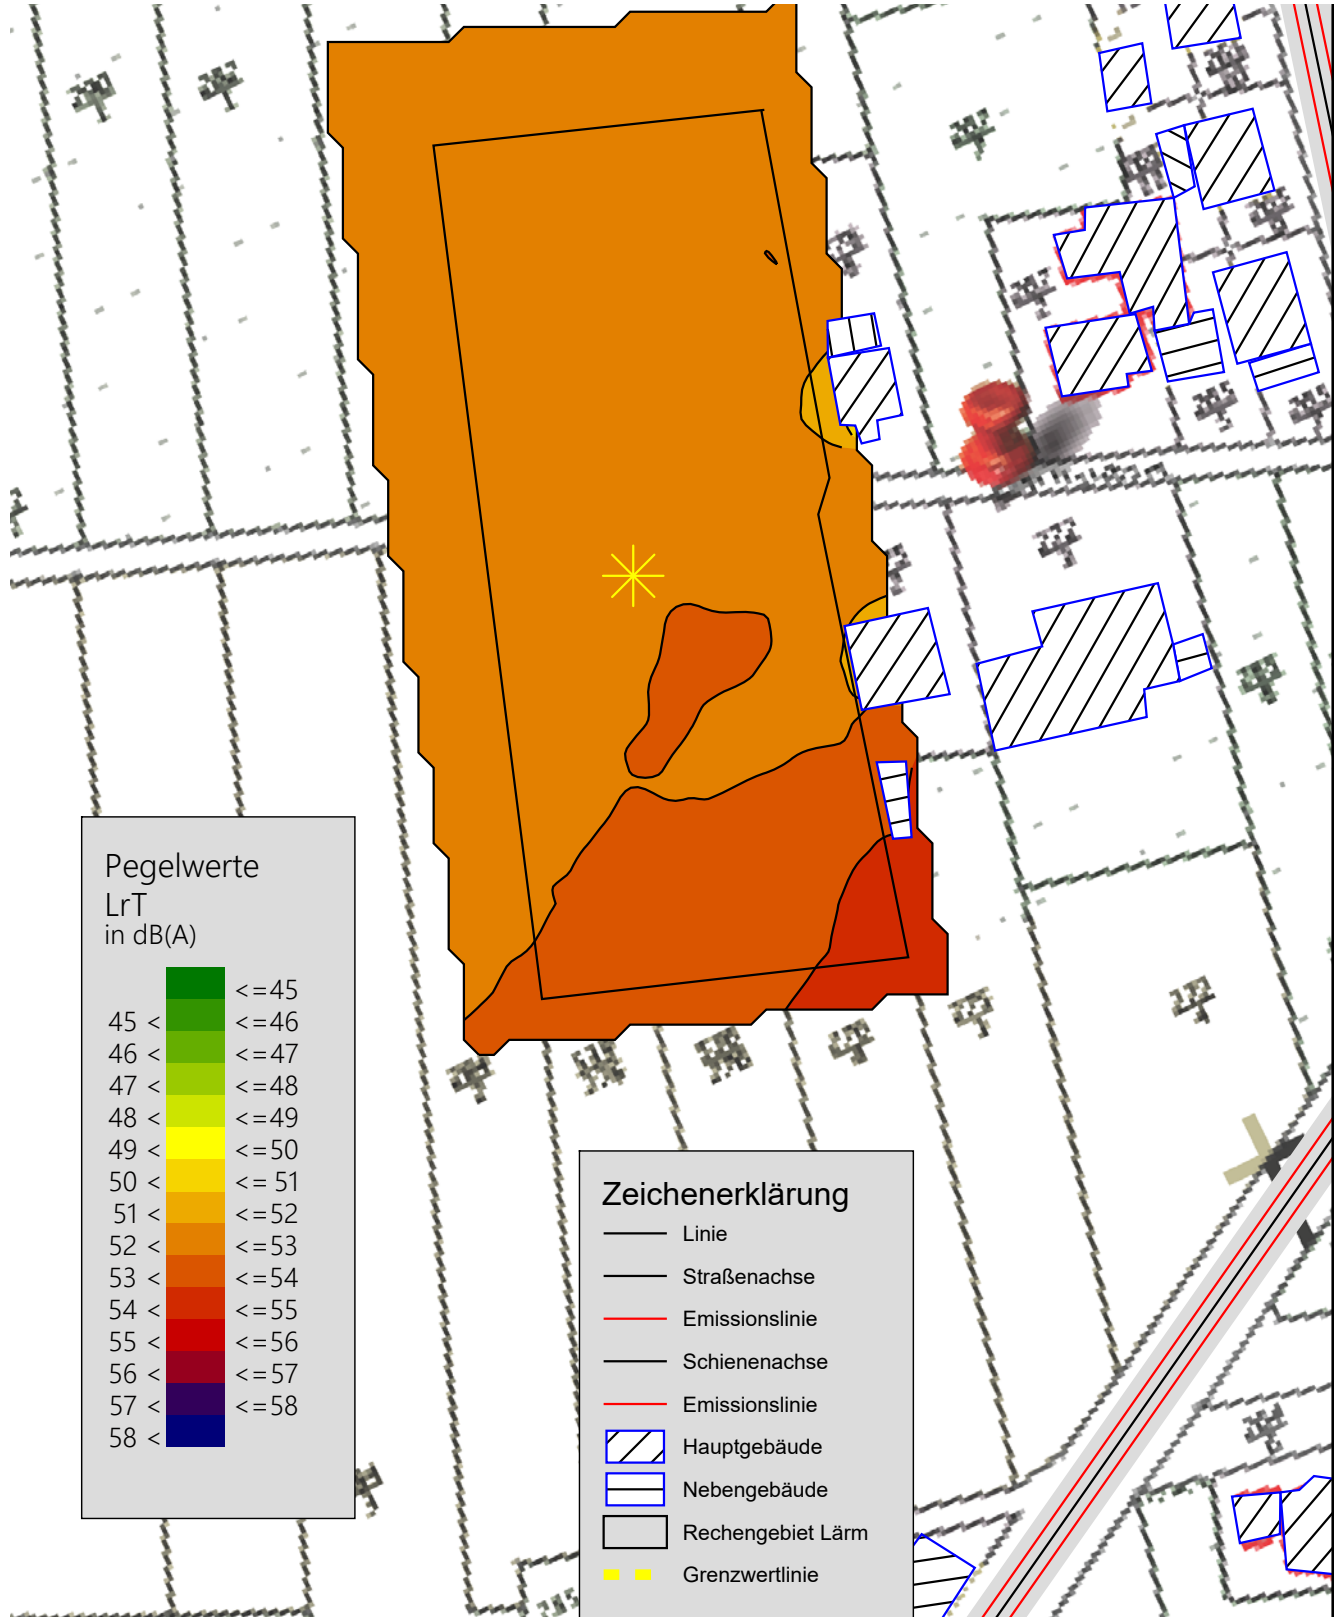 Pegelwerte
LrT
in dB(A)
<=45
45 < <=46
46 < <=47
47 < <=48
48 < <=49
49 < <=50
50 < <= 51
51 < <=52
52 < <=53
53 < <=54
54 < <=55
55 < <=56
56 < <=57
57 < <=58
58 <
Zeichenerklärung
Linie
Straßenachse
Emissionslinie
Schienenachse
Emissionslinie
Hauptgebäude
Nebengebäude
Rechengebiet Lärm
Grenzwertlinie